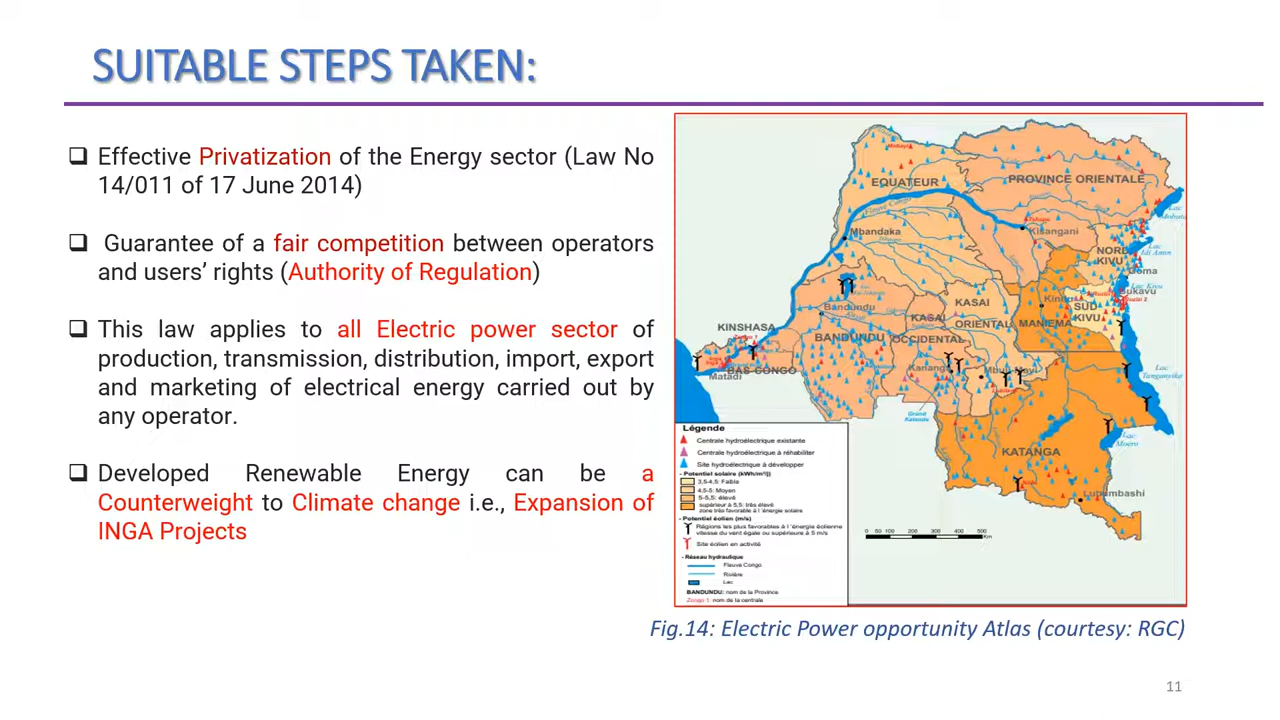 SUITABLE STEPS TAKEN:
❑ Effective Privatization of the Energy sector (Law No
14/011 of 17 June 2014)
❑ Guarantee of a fair competition between operators
and users’ rights (Authority of Regulation)
❑ This law applies to all Electric power sector of
production, transmission, distribution, import, export
and marketing of electrical energy carried out by
any operator.
❑ Developed Renewable Energy can be a
Counterweight to Climate change i.e., Expansion of
INGA Projects
EQUATEUR
PROVINCE ORIENTALE
Fleuve Congo
Mbandaka
Kisangani
NORD
KIVU
Goma
Bukavu
SUD
KIVU
Kindu
MANIEMA
KASAI
ORIENTAL
KASAI
OCCIDENTAL
Bandundu
BANDUNDU
KINSHASA
BAS-CONGO
Matadi
Kananga
Mbuji-Mayi
Lac
Tanganyika
Lac
Moero
KATANGA
Lubumbashi
Légende
Centrale hydroélectrique existante
Centrale hydroélectrique à réhabiliter
Site hydroélectrique à développer
- Potentiel solaire (kWh/m²/j)
3,5-4,5: Faible
4,5-5: Moyen
5-5,5: élevé
supérieur à 5,5: très élevé
zone très favorable à l'énergie solaire
- Potentiel éolien (m/s)
Régions les plus favorables à l'énergie éolienne
vitesse du vent égale ou supérieure à 5 m/s
Site éolien en activité
- Réseau hydraulique
Fleuve Congo
Rivière
Lac
BANDUNDU: nom de la Province
Zongo 1: nom de la centrale
0 50 100 200 300 400 500
Km
Fig.14: Electric Power opportunity Atlas (courtesy: RGC)
11